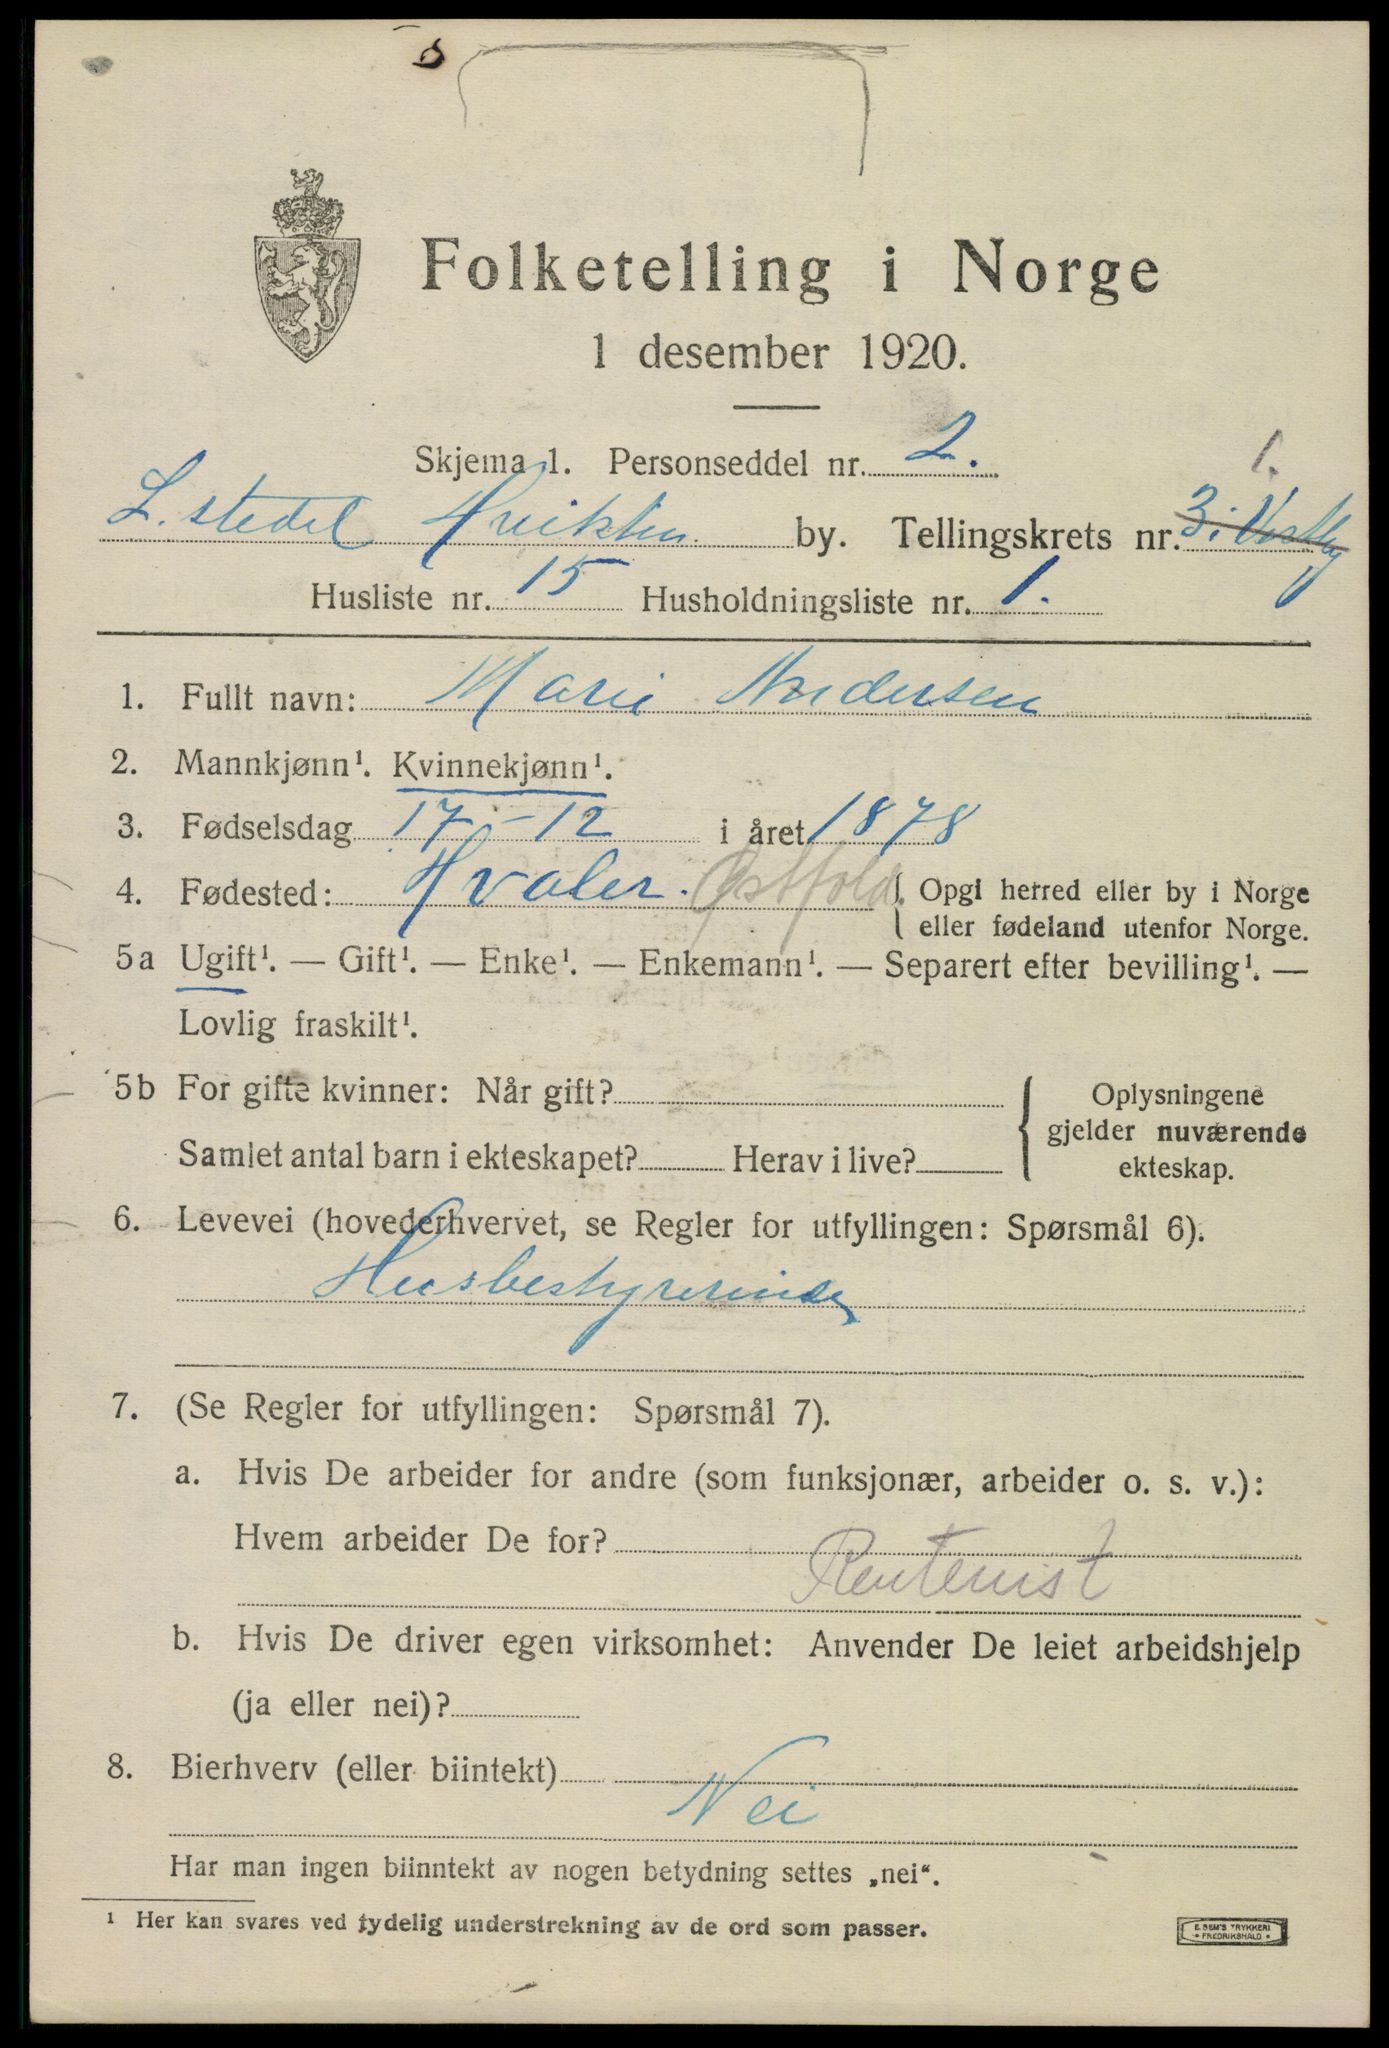 Folketelling i Norge
1 desember 1920.
Skjema 1. Personseddel nr. 2.
1.
L. stedet Hvitsten by. Tellingskrets nr. 3 i Vestby
Husliste nr. 15 Husholdningsliste nr. 1.
1. Fullt navn: Marie Andersen
2. Mannkjønn¹. Kvinnekjønn¹.
3. Fødselsdag 17-12 i året 1878
4. Fødested: Hvaler. Østfold. { Opgi herred eller by i Norge
eller fødeland utenfor Norge.
5a Ugift¹. — Gift¹. — Enke¹. — Enkemann¹. — Separert efter bevilling¹. —
Lovlig fraskilt¹.
5b For gifte kvinner: Når gift?
Samlet antal barn i ekteskapet? Herav i live?
Oplysningene
gjelder nuværende
ekteskap.
6. Levevei (hovederhvervet, se Regler for utfyllingen: Spørsmål 6).
Husbestyrerinde
7. (Se Regler for utfyllingen: Spørsmål 7).
a. Hvis De arbeider for andre (som funksjonær, arbeider o. s. v.):
Hvem arbeider De for?
Rentenist
b. Hvis De driver egen virksomhet: Anvender De leiet arbeidshjelp
(ja eller nei)?
8. Bierhverv (eller biintekt)
Nei
Har man ingen biinntekt av nogen betydning settes „nei“.
¹ Her kan svares ved tydelig understrekning av de ord som passer.
E. SEM'S TRYKKERI
• FREDRIKSHALD •